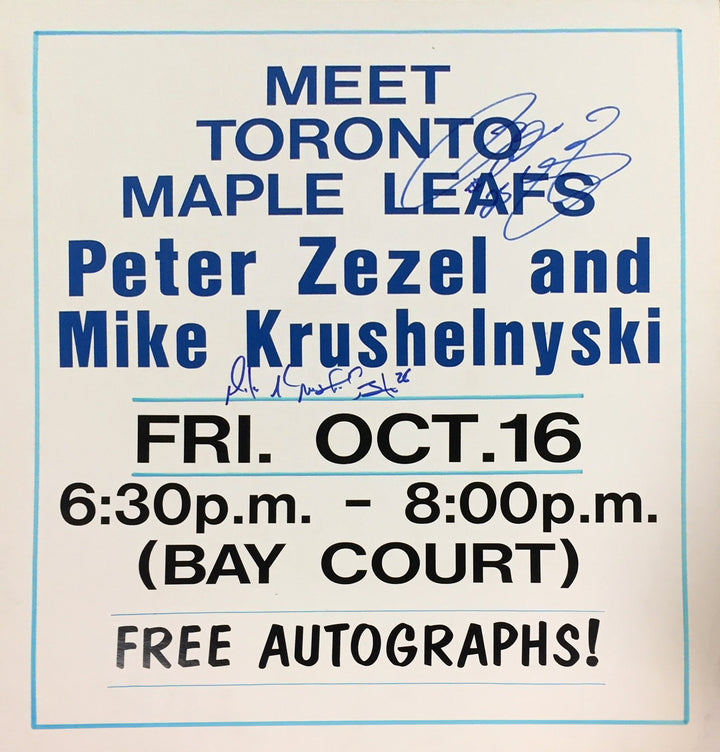 MEET
TORONTO
MAPLE LEAFS
Peter Zezel and
Mike Krushelnyski
FRI. OCT.16
6:30p.m. - 8:00p.m.
(BAY COURT)
FREE AUTOGRAPHS!